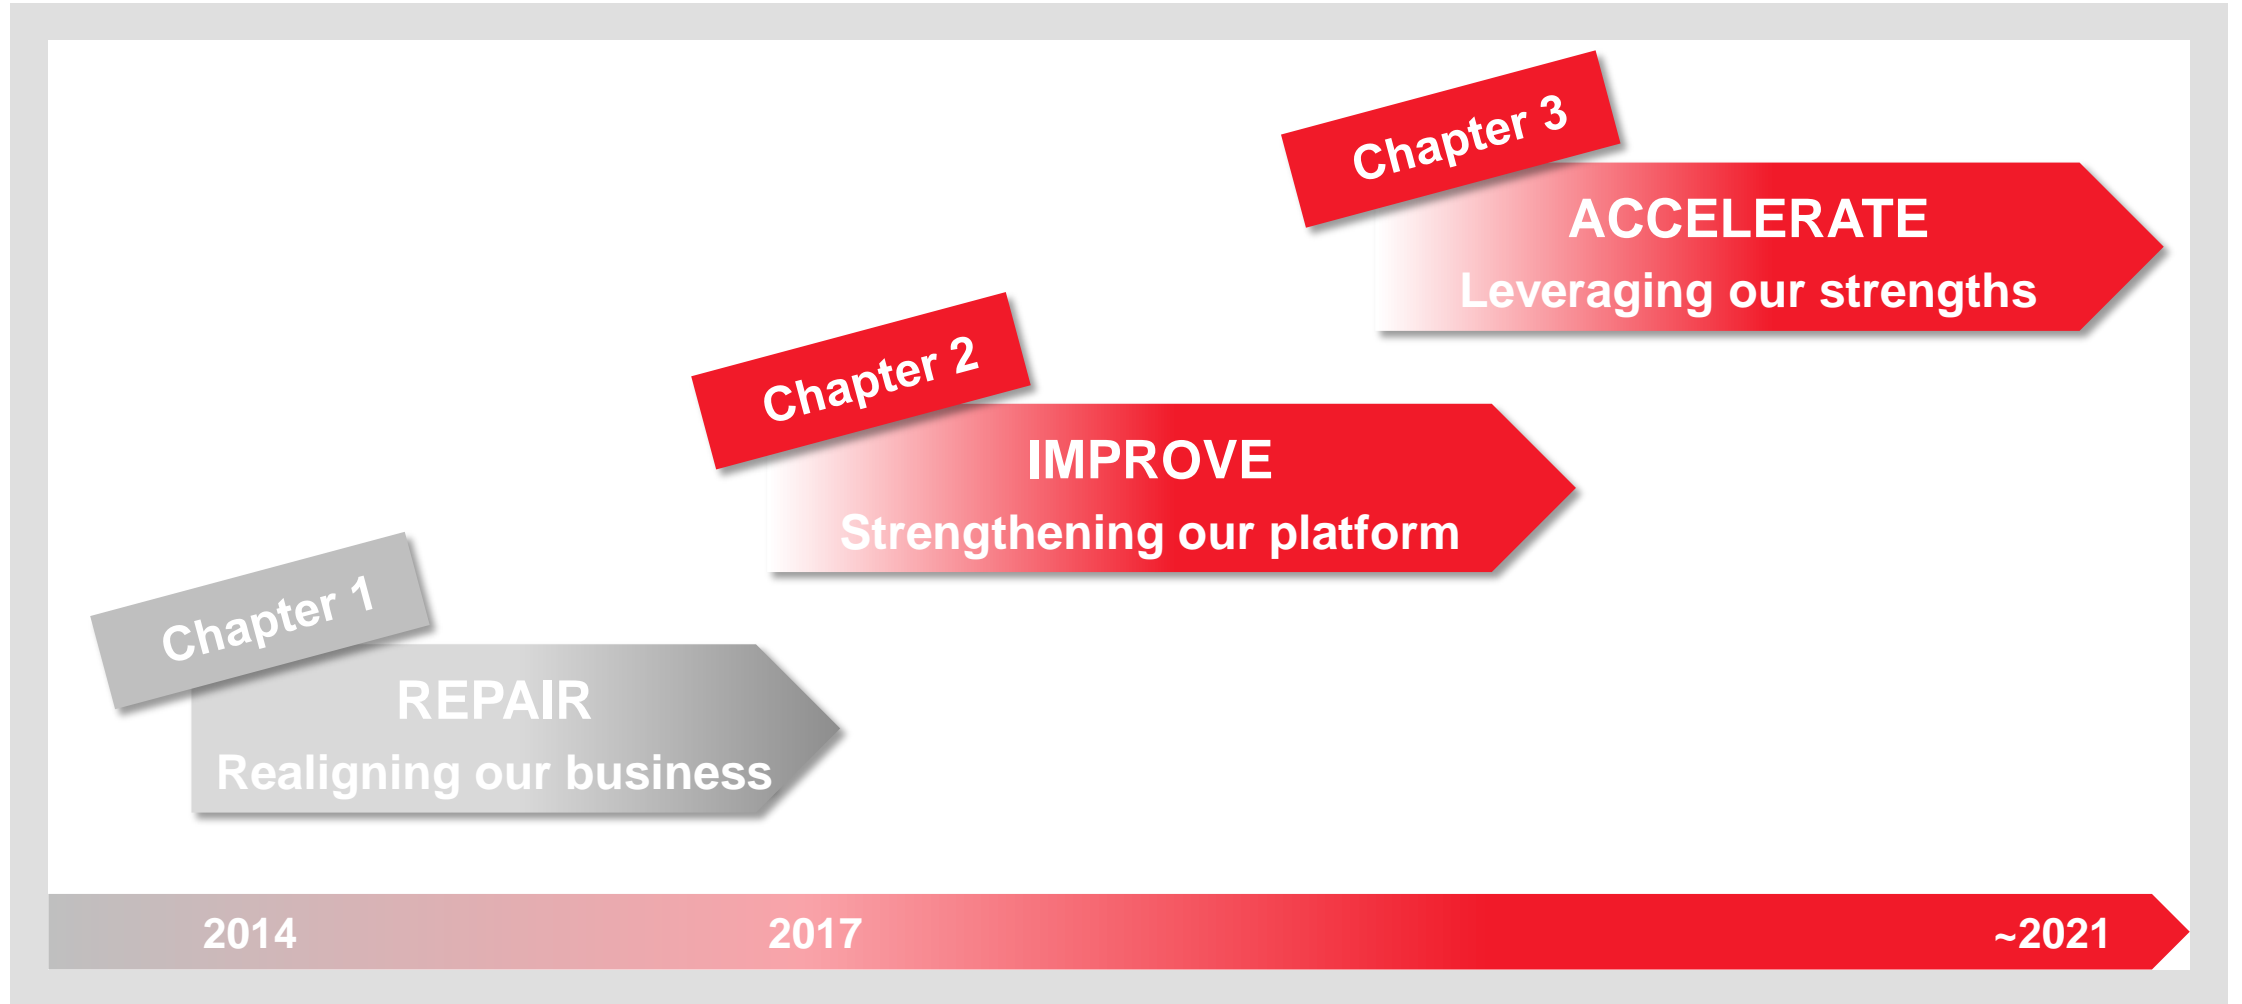 Chapter 3
ACCELERATE
Leveraging our strengths
Chapter 2
IMPROVE
Strengthening our platform
Chapter 1
REPAIR
Realigning our business
2014
2017
~2021